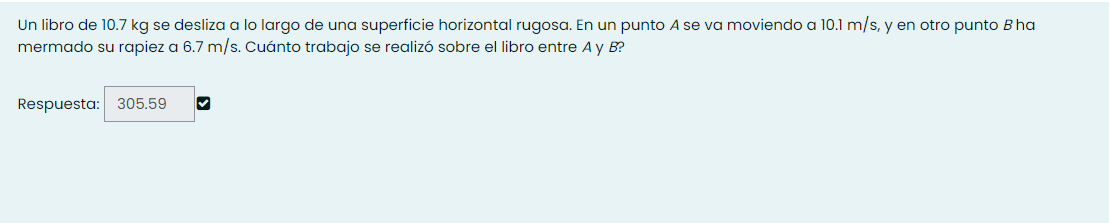 Un libro de 10.7 kg se desliza a lo largo de una superficie horizontal rugosa. En un punto A se va moviendo a 10.1 m/s, y en otro punto B ha
mermado su rapiez a 6.7 m/s. Cuánto trabajo se realizó sobre el libro entre A y B?
Respuesta: 305.59